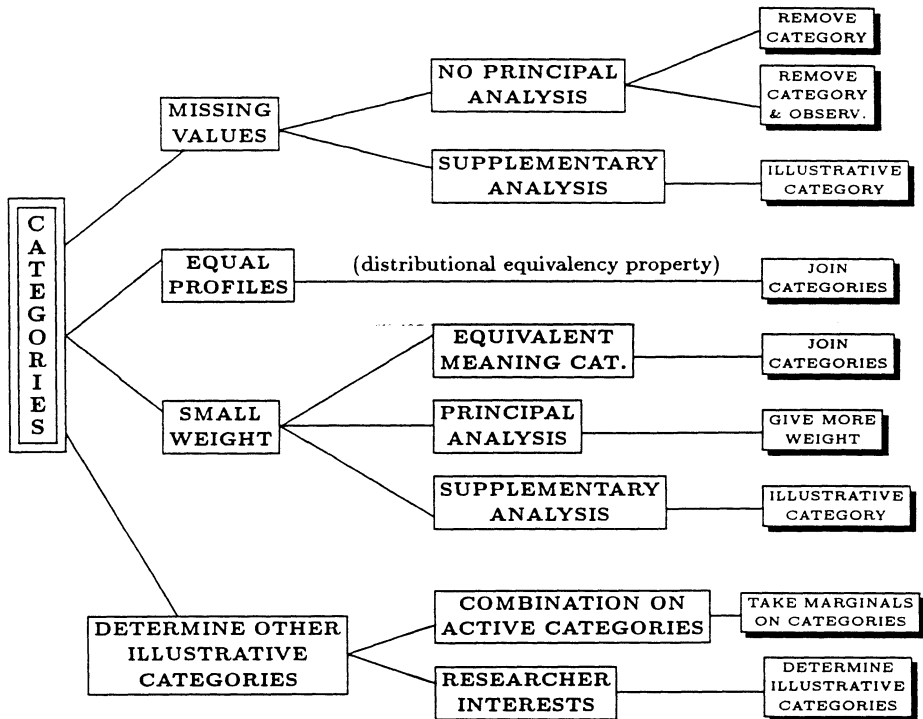 CATEGORIES
MISSING
VALUES
NO PRINCIPAL
ANALYSIS
REMOVE
CATEGORY
REMOVE
CATEGORY
& OBSERV.
SUPPLEMENTARY
ANALYSIS
ILLUSTRATIVE
CATEGORY
EQUAL
PROFILES
(distributional equivalency property)
JOIN
CATEGORIES
SMALL
WEIGHT
EQUIVALENT
MEANING CAT.
JOIN
CATEGORIES
PRINCIPAL
ANALYSIS
GIVE MORE
WEIGHT
SUPPLEMENTARY
ANALYSIS
ILLUSTRATIVE
CATEGORY
DETERMINE OTHER
ILLUSTRATIVE
CATEGORIES
COMBINATION ON
ACTIVE CATEGORIES
TAKE MARGINALS
ON CATEGORIES
RESEARCHER
INTERESTS
DETERMINE
ILLUSTRATIVE
CATEGORIES